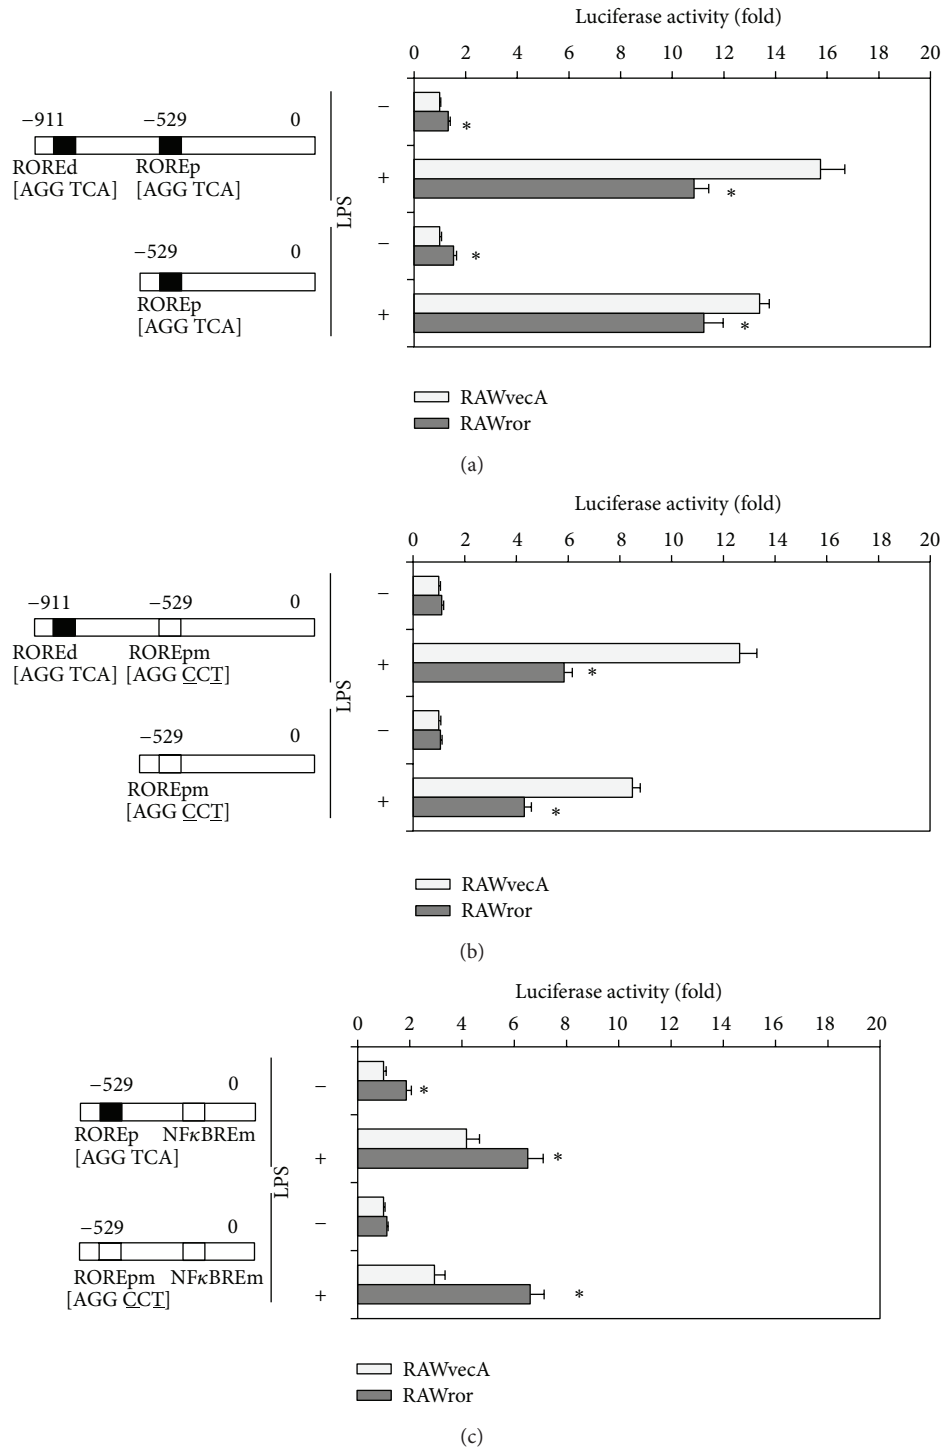 Luciferase activity (fold)
0 2 4 6 8 10 12 14 16 18 20
−911 −529 0
ROREd ROREp
[AGG TCA] [AGG TCA]
−
+
LPS
−529 0
ROREp
[AGG TCA]
−
+
*
*
*
*
RAWvecA
RAWror
(a)
Luciferase activity (fold)
0 2 4 6 8 10 12 14 16 18 20
−911 −529 0
ROREd ROREpm
[AGG TCA] [AGG CCT]
−
+
LPS
−529 0
ROREpm
[AGG CCT]
−
+
*
*
RAWvecA
RAWror
(b)
Luciferase activity (fold)
0 2 4 6 8 10 12 14 16 18 20
−529 0
ROREp NFκBREm
[AGG TCA]
−
+
LPS
−529 0
ROREpm NFκBREm
[AGG CCT]
−
+
*
*
*
RAWvecA
RAWror
(c)